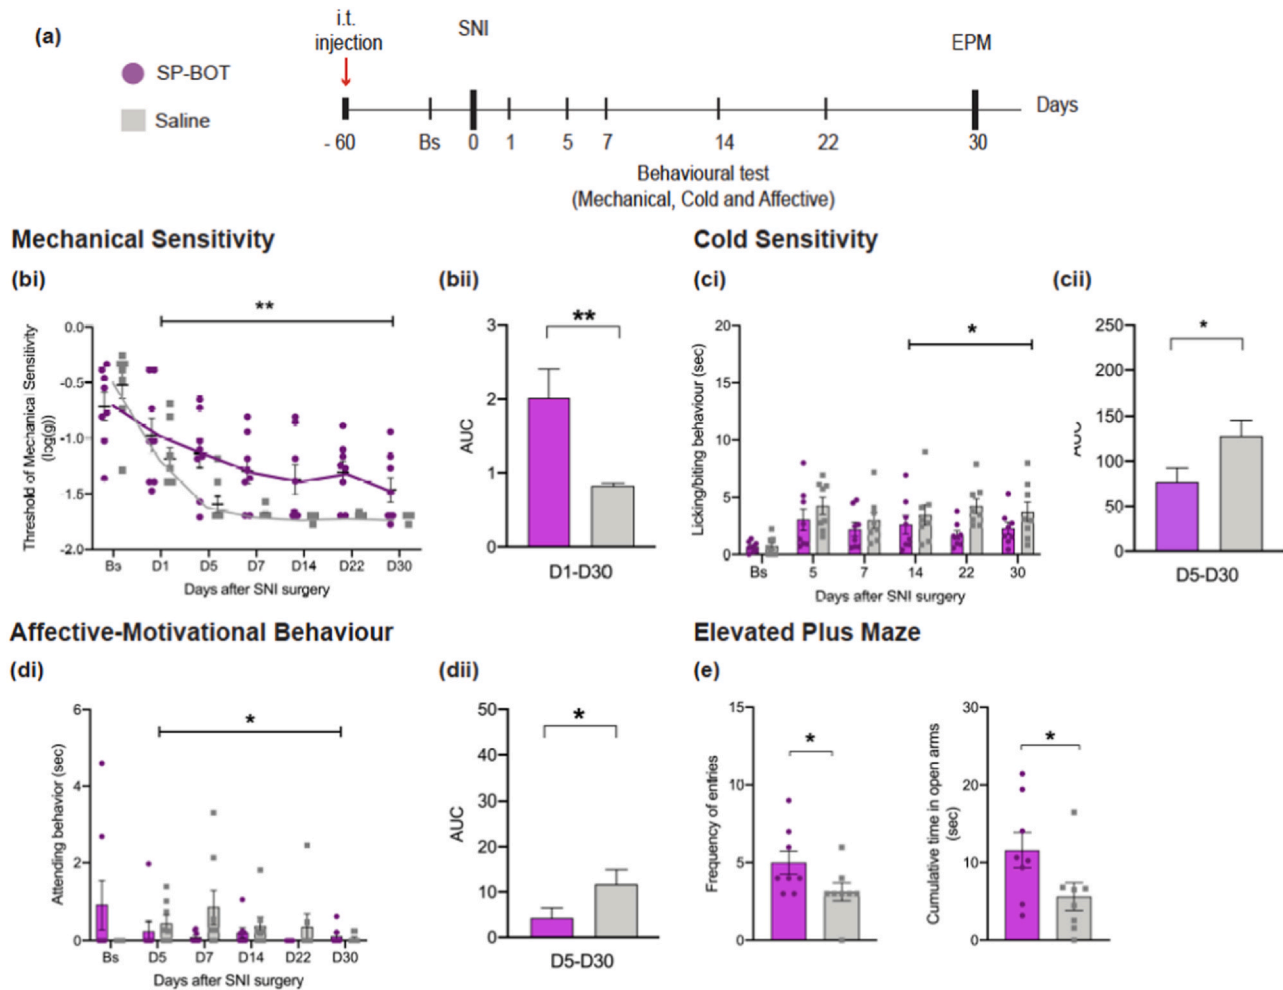 (a)
SP-BOT
Saline
i.t.
injection
SNI
EPM
Days
- 60 Bs 0 1 5 7 14 22 30
Behavioural test
(Mechanical, Cold and Affective)
Mechanical Sensitivity
(bi)
**
Threshold of Mechanical Sensitivity
(log(g))
0.0
-0.5
-1.0
-1.5
-2.0
Bs D1 D5 D7 D14 D22 D30
Days after SNI surgery
(bii)
**
AUC
3
2
1
0
D1-D30
Cold Sensitivity
(ci)
*
Licking/biting behaviour (sec)
20
15
10
5
0
Bs 5 7 14 22 30
Days after SNI surgery
(cii)
*
AUC
250
200
150
100
50
0
D5-D30
Affective-Motivational Behaviour
(di)
*
Attending behavior (sec)
6
4
2
0
Bs D5 D7 D14 D22 D30
Days after SNI surgery
(dii)
*
AUC
50
40
30
20
10
0
D5-D30
Elevated Plus Maze
(e)
*
Frequency of entries
15
10
5
0
*
Cumulative time in open arms
(sec)
30
20
10
0